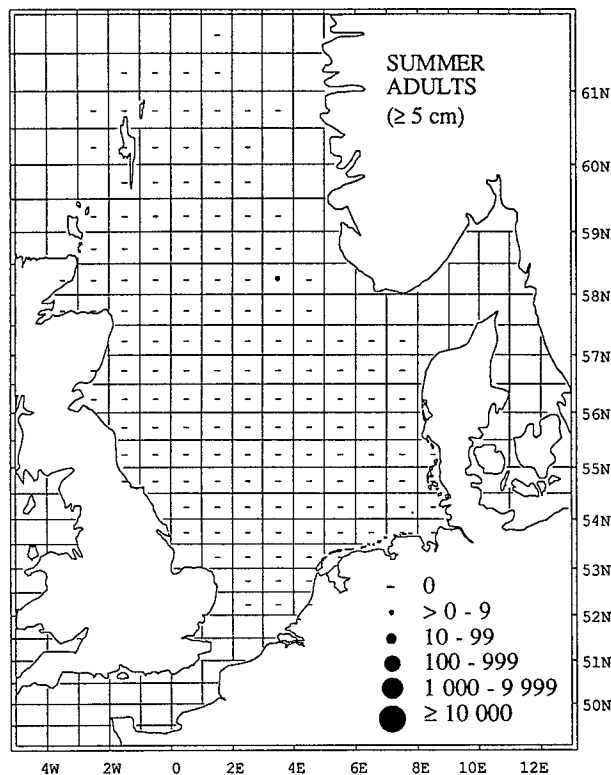 SUMMER
ADULTS
(≥ 5 cm)
61N
60N
59N
58N
57N
56N
55N
54N
53N
52N
51N
50N
- 0
> 0 - 9
10 - 99
100 - 999
1 000 - 9 999
≥ 10 000
4W 2W 0 2E 4E 6E 8E 10E 12E